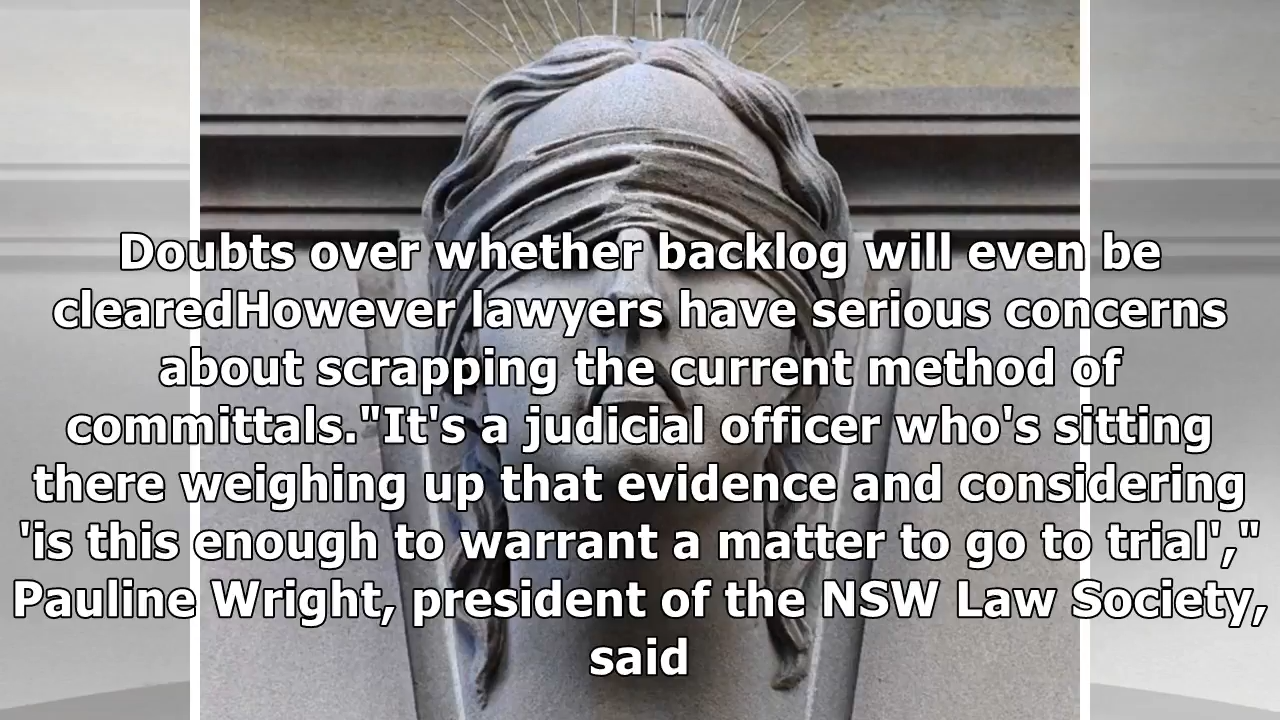 Doubts over whether backlog will even be
clearedHowever lawyers have serious concerns
about scrapping the current method of
committals."It's a judicial officer who's sitting
there weighing up that evidence and considering
'is this enough to warrant a matter to go to trial',"
Pauline Wright, president of the NSW Law Society,
said